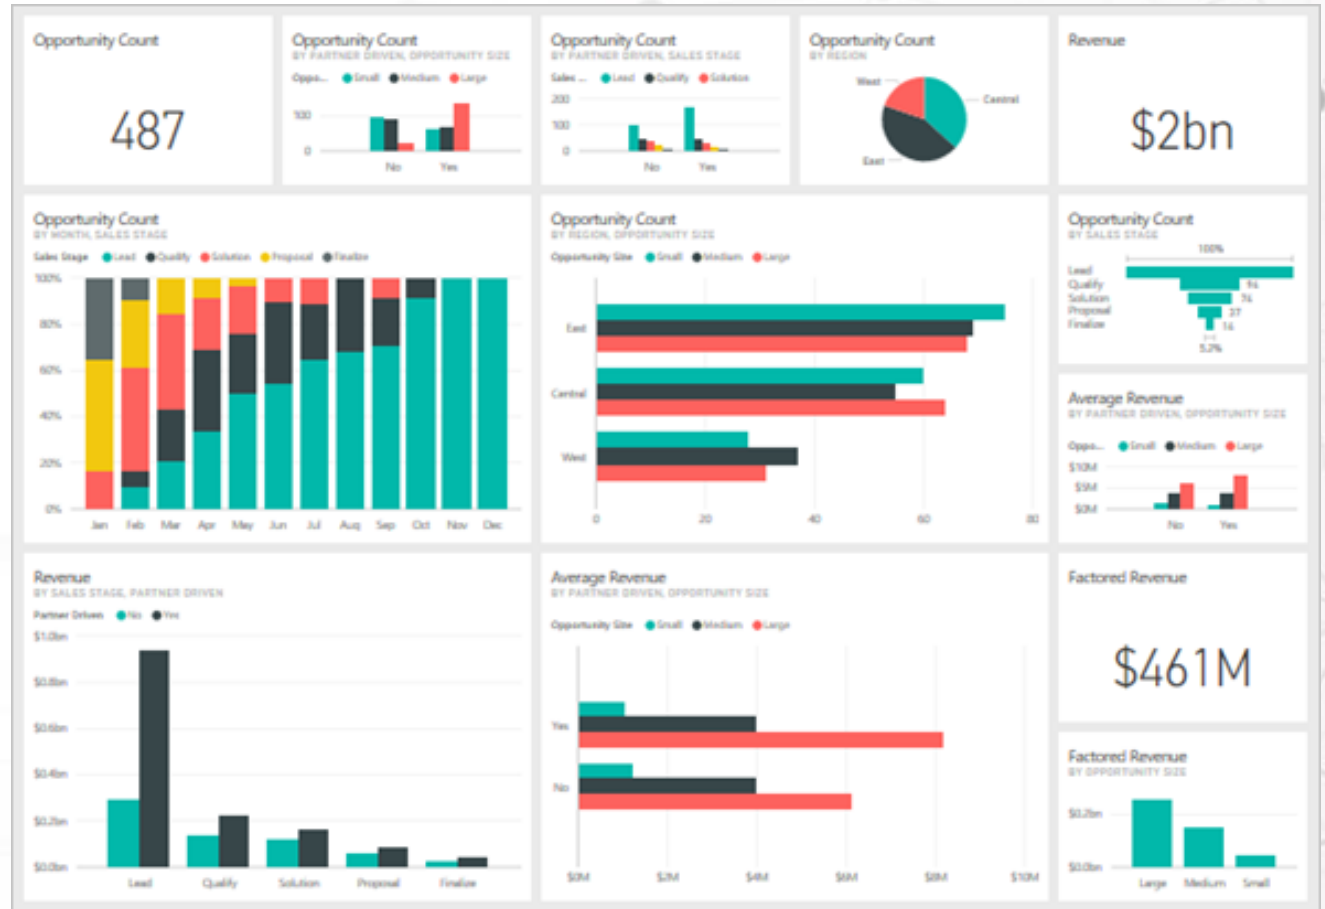 Opportunity Count
487
Opportunity Count
BY PARTNER DRIVEN, OPPORTUNITY SIZE
Oppo... Small Medium Large
100
0
No Yes
Opportunity Count
BY PARTNER DRIVEN, SALES STAGE
Sales ... Lead Qualify Solution
200
100
0
No Yes
Opportunity Count
BY REGION
West
Central
East
Revenue
$2bn
Opportunity Count
BY MONTH, SALES STAGE
Sales Stage Lead Qualify Solution Proposal Finalize
100%
80%
60%
40%
20%
0%
Jan Feb Mar Apr May Jun Jul Aug Sep Oct Nov Dec
Opportunity Count
BY REGION, OPPORTUNITY SIZE
Opportunity Size Small Medium Large
East
Central
West
0 20 40 60 80
Opportunity Count
BY SALES STAGE
100%
Lead
Qualify 94
Solution 76
Proposal 37
Finalize 16
5.2%
Average Revenue
BY PARTNER DRIVEN, OPPORTUNITY SIZE
Oppo... Small Medium Large
$10M
$5M
$0M
No Yes
Revenue
BY SALES STAGE, PARTNER DRIVEN
Partner Driven No Yes
$1.0bn
$0.8bn
$0.6bn
$0.4bn
$0.2bn
$0.0bn
Lead Qualify Solution Proposal Finalize
Average Revenue
BY PARTNER DRIVEN, OPPORTUNITY SIZE
Opportunity Size Small Medium Large
Yes
No
$0M $2M $4M $6M $8M $10M
Factored Revenue
$461M
Factored Revenue
BY OPPORTUNITY SIZE
$0.2bn
$0.0bn
Large Medium Small